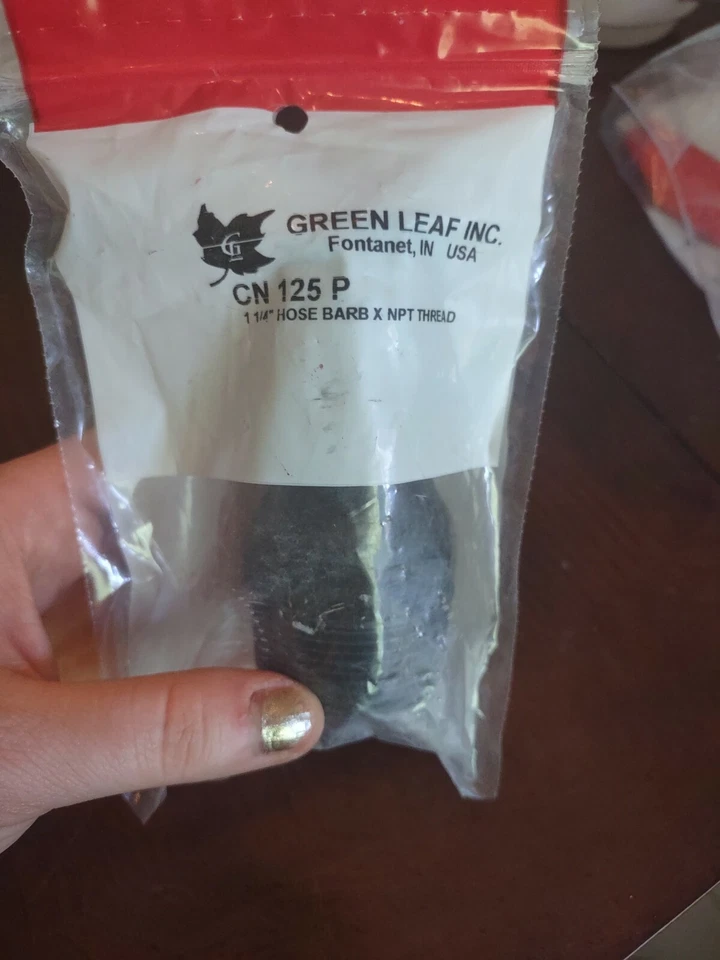 G
GREEN LEAF INC.
Fontanet, IN USA
CN 125 P
1 1/4" HOSE BARB X NPT THREAD